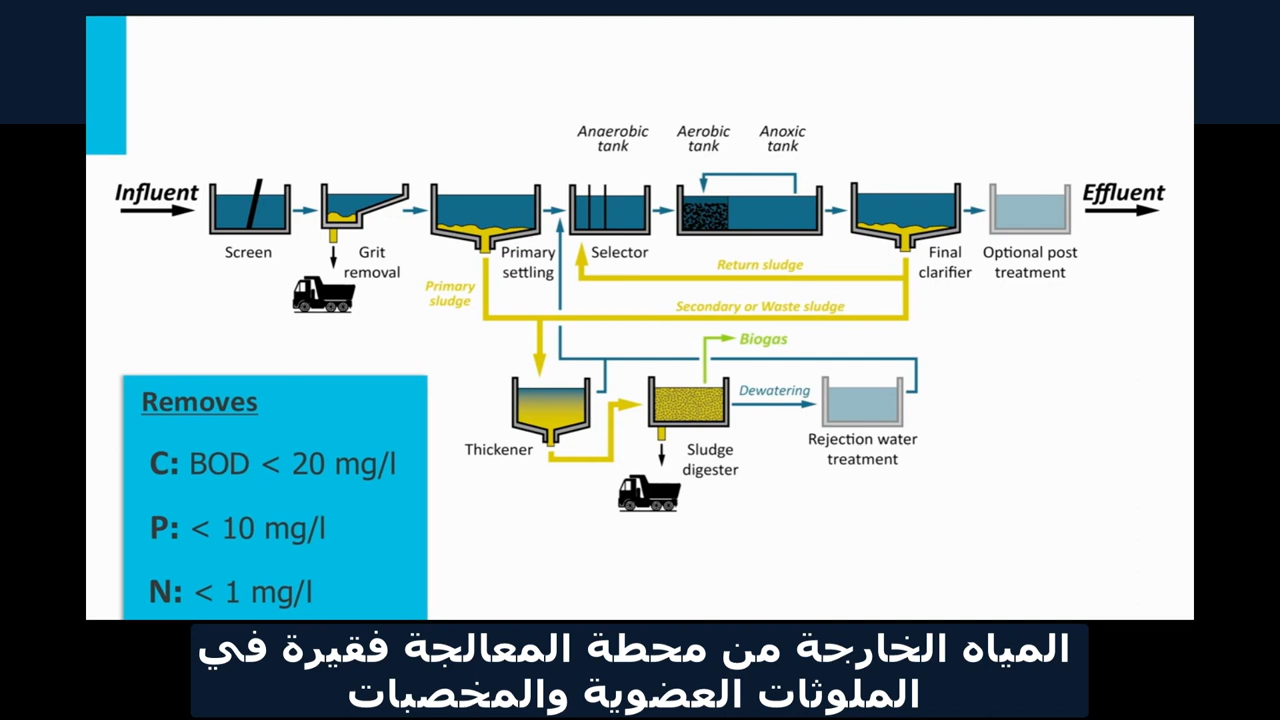 Anaerobic
tank
Aerobic
tank
Anoxic
tank
Influent
Effluent
Screen
Grit
removal
Primary
settling
Selector
Final
clarifier
Optional post
treatment
Return sludge
Primary
sludge
Secondary or Waste sludge
Biogas
Dewatering
Thickener
Sludge
digester
Rejection water
treatment
Removes
C: BOD < 20 mg/l
P: < 10 mg/l
N: < 1 mg/l
المياه الخارجة من محطة المعالجة فقيرة في
الملوثات العضوية والمخصبات